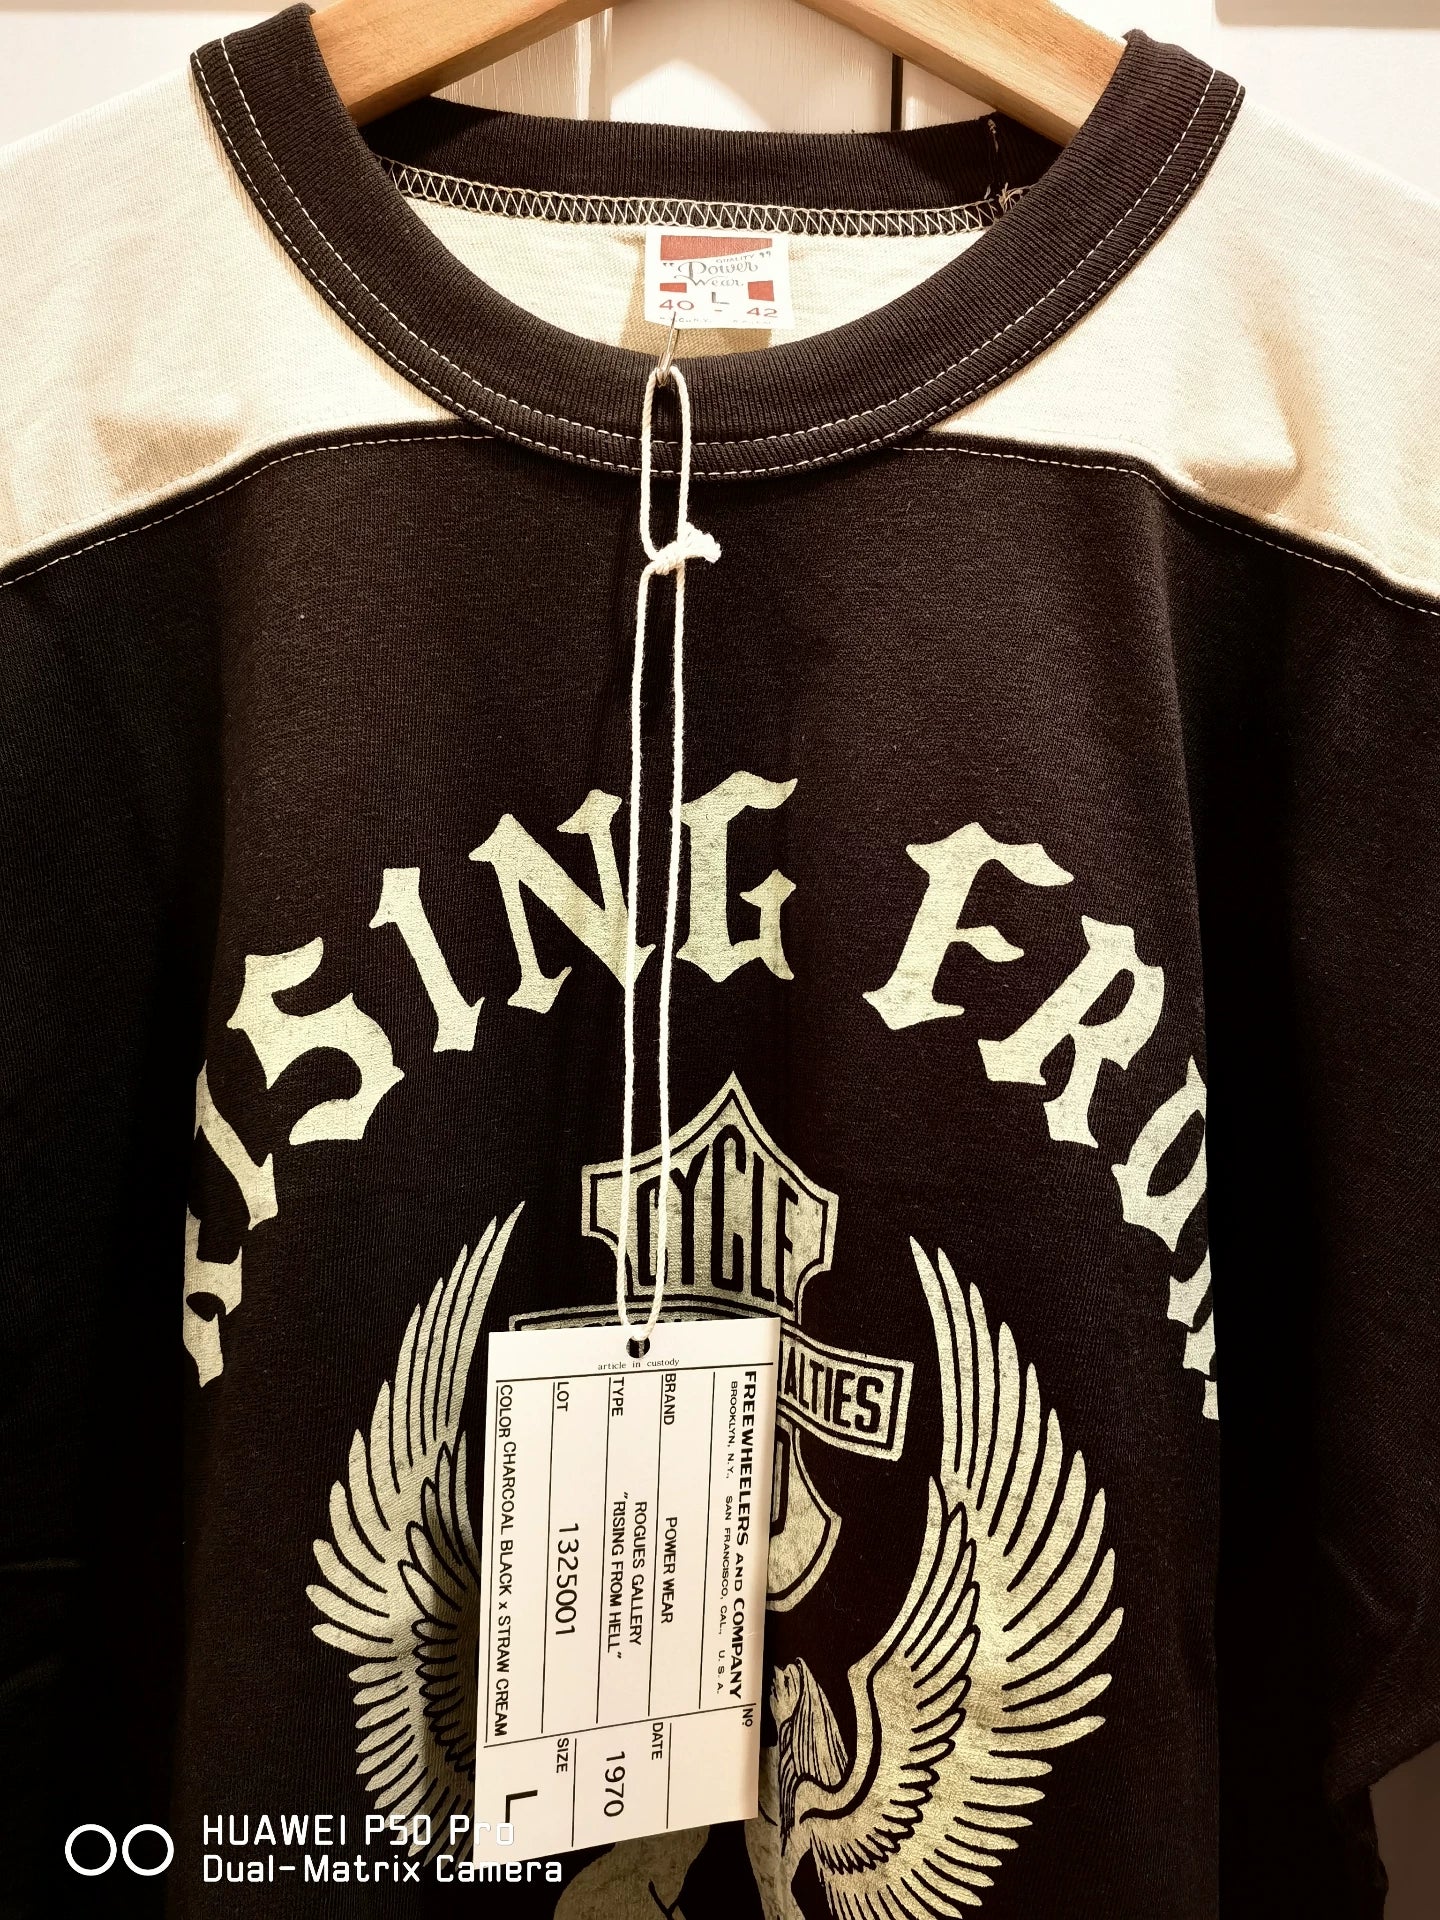 QUALITY
"Power"
Wear
L
40 - 42
ISING FRO
CYCLE
ALTIES
article in custody
FREEWHEELERS AND COMPANY
BROOKLYN, N.Y., SAN FRANCISCO, CAL., U.S.A.
Nº
BRAND POWER WEAR
DATE 1970
TYPE ROGUES GALLERY
"RISING FROM HELL"
LOT 1325001
SIZE L
COLOR CHARCOAL BLACK x STRAW CREAM
HUAWEI P50 Pro
Dual-Matrix Camera